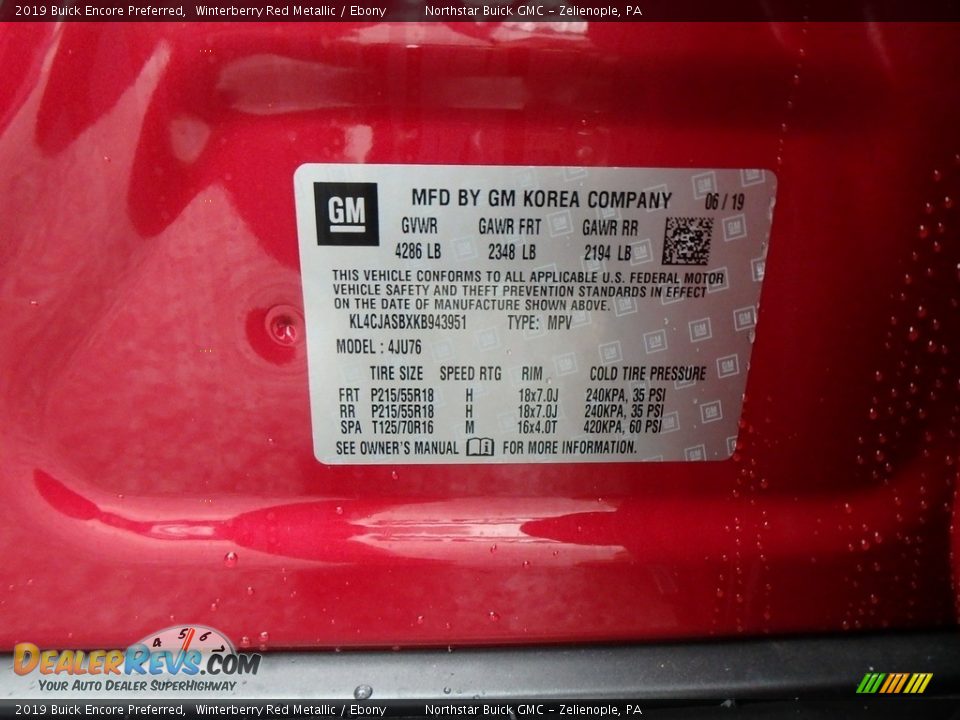 2019 Buick Encore Preferred,  Winterberry Red Metallic / Ebony  Northstar Buick GMC - Zelienople, PA
GM MFD BY GM KOREA COMPANY 06 / 19
GVWR GAWR FRT GAWR RR
4286 LB 2348 LB 2194 LB
THIS VEHICLE CONFORMS TO ALL APPLICABLE U.S. FEDERAL MOTOR
VEHICLE SAFETY AND THEFT PREVENTION STANDARDS IN EFFECT
ON THE DATE OF MANUFACTURE SHOWN ABOVE.
KL4CJASBXKB943951 TYPE: MPV
MODEL : 4JU76
TIRE SIZE SPEED RTG RIM COLD TIRE PRESSURE
FRT P215/55R18 H 18x7.0J 240KPA, 35 PSI
RR P215/55R18 H 18x7.0J 240KPA, 35 PSI
SPA T125/70R16 M 16x4.0T 420KPA, 60 PSI
SEE OWNER'S MANUAL FOR MORE INFORMATION.
4 5 6
DEALERREVS.COM
YOUR AUTO DEALER SUPERHIGHWAY
2019 Buick Encore Preferred,  Winterberry Red Metallic / Ebony  Northstar Buick GMC - Zelienople, PA